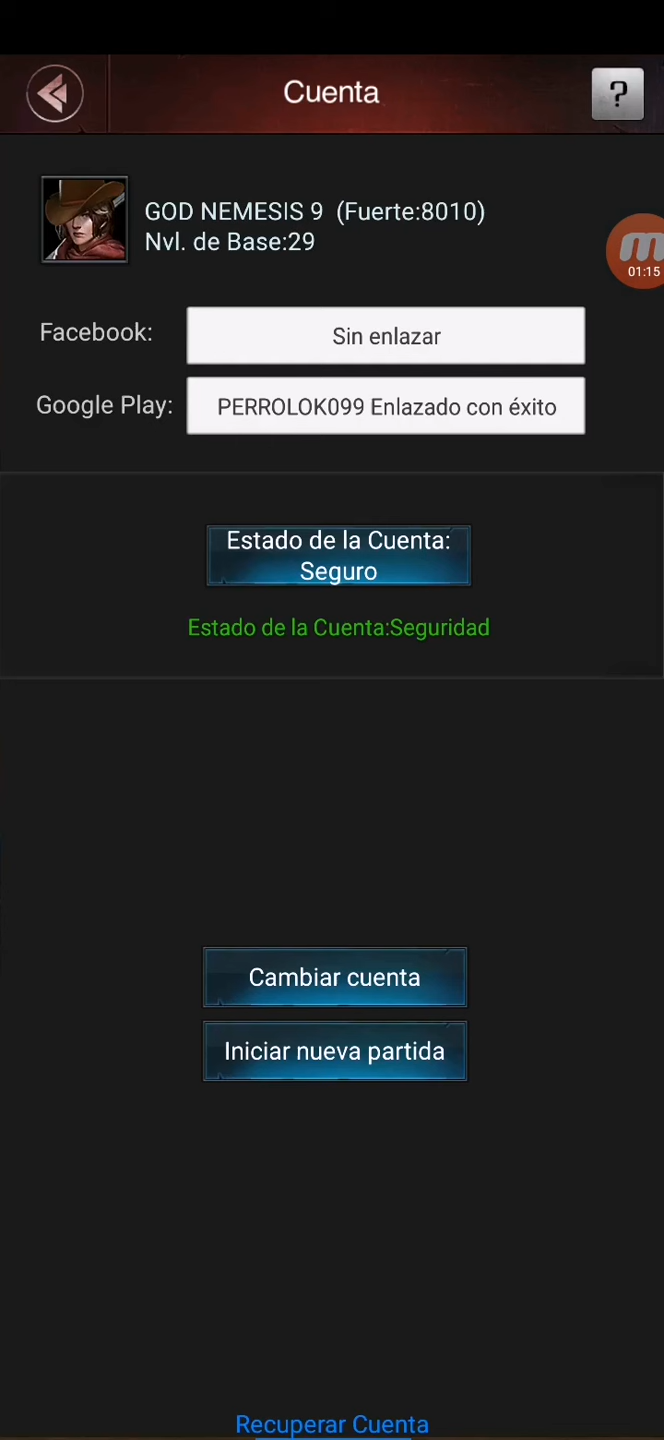 Cuenta
?
GOD NEMESIS 9 (Fuerte:8010)
Nvl. de Base:29
01:15
Facebook:
Sin enlazar
Google Play:
PERROLOK099 Enlazado con éxito
Estado de la Cuenta:
Seguro
Estado de la Cuenta:Seguridad
Cambiar cuenta
Iniciar nueva partida
Recuperar Cuenta